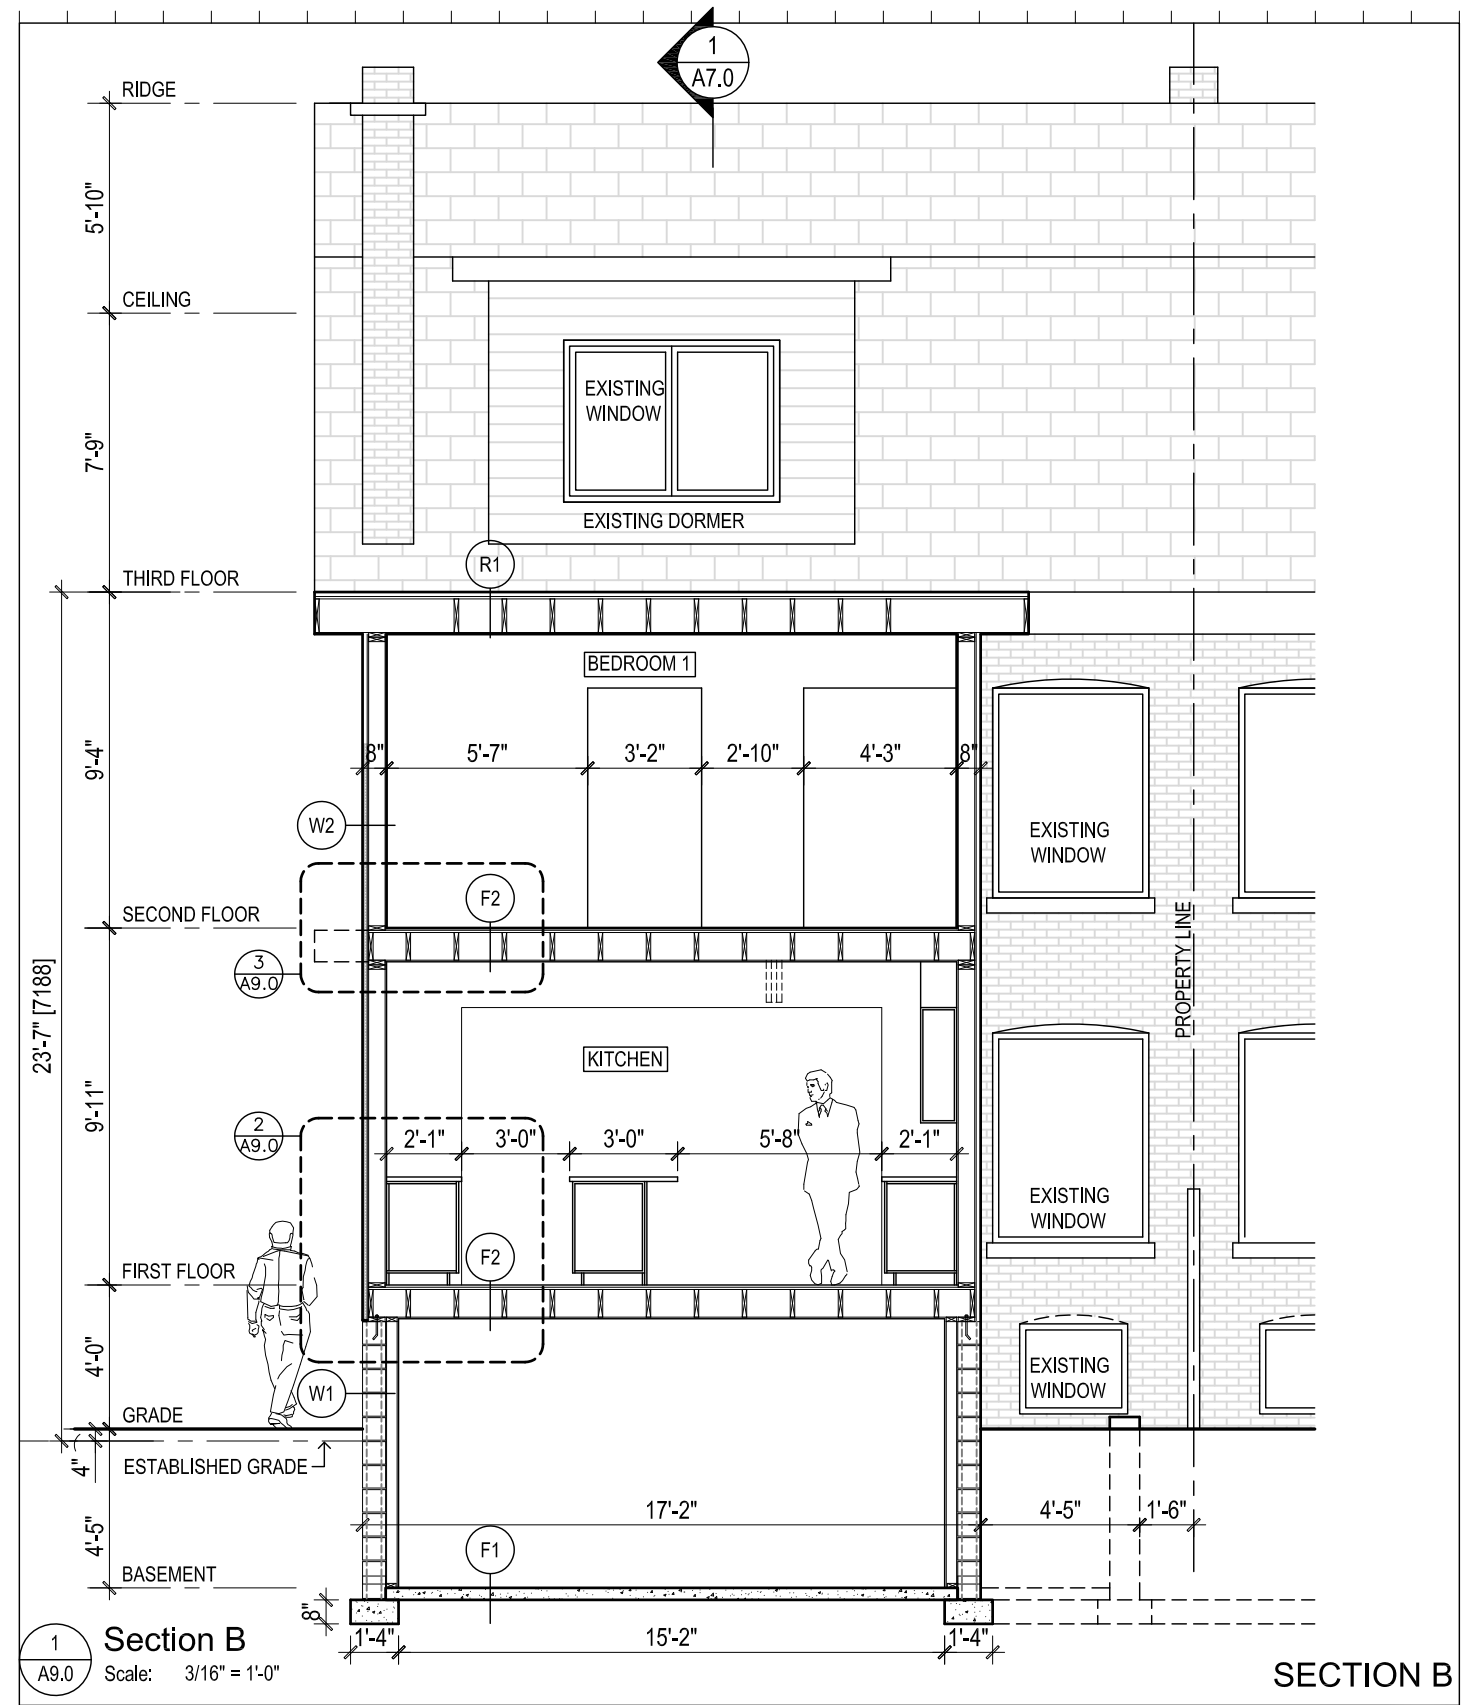 1
A7.0
RIDGE
5'-10"
CEILING
7'-9"
EXISTING
WINDOW
EXISTING DORMER
R1
THIRD FLOOR
BEDROOM 1
9'-4"
8"
5'-7"
3'-2"
2'-10"
4'-3"
8"
W2
EXISTING
WINDOW
F2
SECOND FLOOR
PROPERTY LINE
3
A9.0
23'-7" [7188]
KITCHEN
9'-11"
2
A9.0
2'-1"
3'-0"
3'-0"
5'-8"
2'-1"
EXISTING
WINDOW
F2
FIRST FLOOR
4'-0"
EXISTING
WINDOW
W1
GRADE
4"
ESTABLISHED GRADE
17'-2"
4'-5"
1'-6"
4'-5"
F1
BASEMENT
8"
1'-4"
15'-2"
1'-4"
1
A9.0
Section B
Scale: 3/16" = 1'-0"
SECTION B